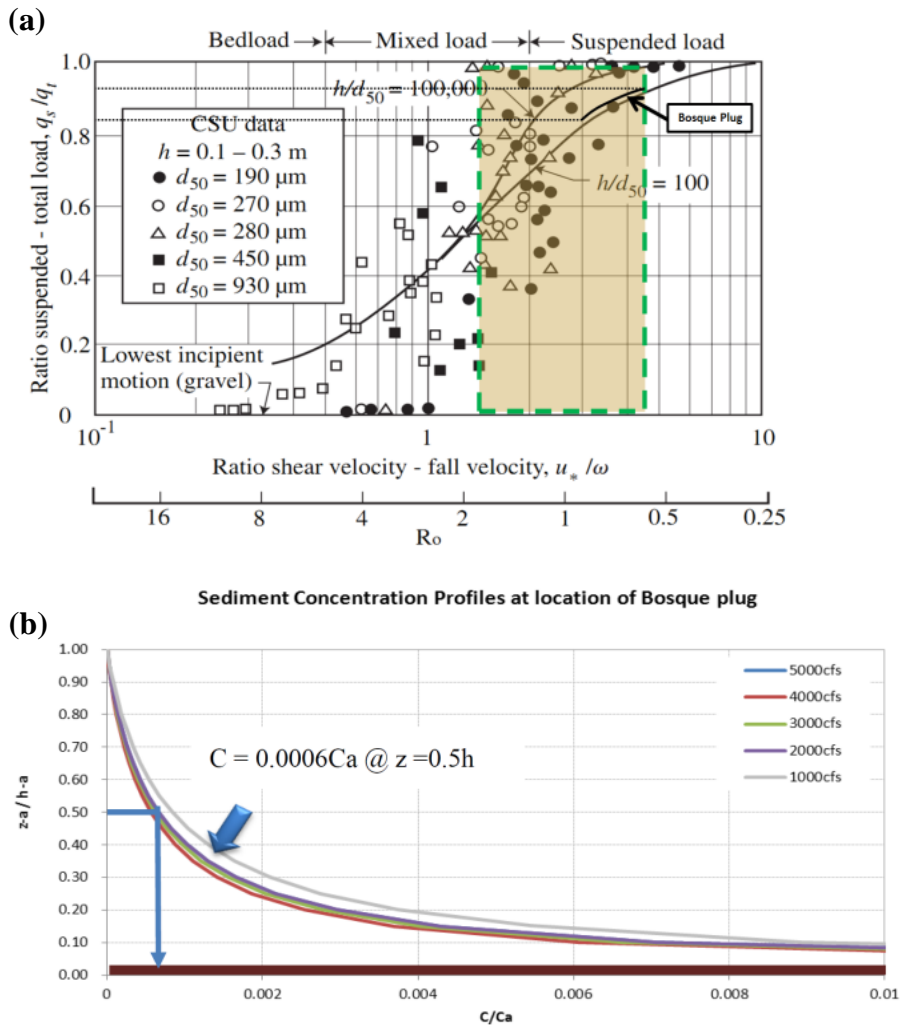 (a)
Bedload Mixed load Suspended load
Ratio suspended - total load, q_s/q_t
1.0
0.8
0.6
0.4
0.2
0
h/d₅₀ = 100,000
Bosque Plug
CSU data
h = 0.1 – 0.3 m
d₅₀ = 190 μm
d₅₀ = 270 μm
d₅₀ = 280 μm
d₅₀ = 450 μm
d₅₀ = 930 μm
h/d₅₀ = 100
Lowest incipient
motion (gravel)
10⁻¹ 1 10
Ratio shear velocity - fall velocity, u_*/ω
16 8 4 2 1 0.5 0.25
Ro
Sediment Concentration Profiles at location of Bosque plug
(b)
z-a / h-a
1.00
0.90
0.80
0.70
0.60
0.50
0.40
0.30
0.20
0.10
0.00
5000cfs
4000cfs
3000cfs
2000cfs
1000cfs
C = 0.0006Ca @ z =0.5h
0 0.002 0.004 0.006 0.008 0.01
C/Ca